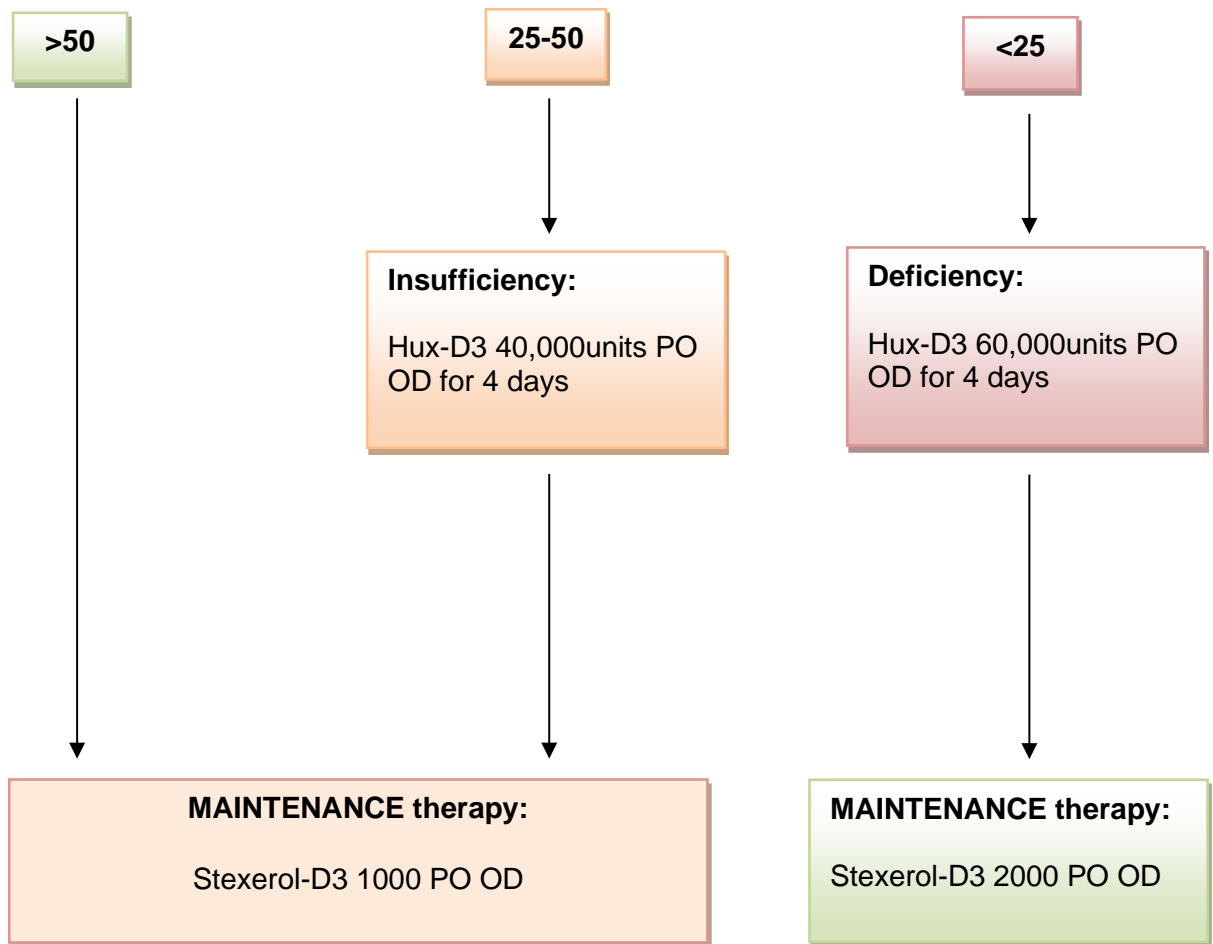 >50
25-50
<25
Insufficiency:
Hux-D3 40,000units PO
OD for 4 days
Deficiency:
Hux-D3 60,000units PO
OD for 4 days
MAINTENANCE therapy:
Stexerol-D3 1000 PO OD
MAINTENANCE therapy:
Stexerol-D3 2000 PO OD